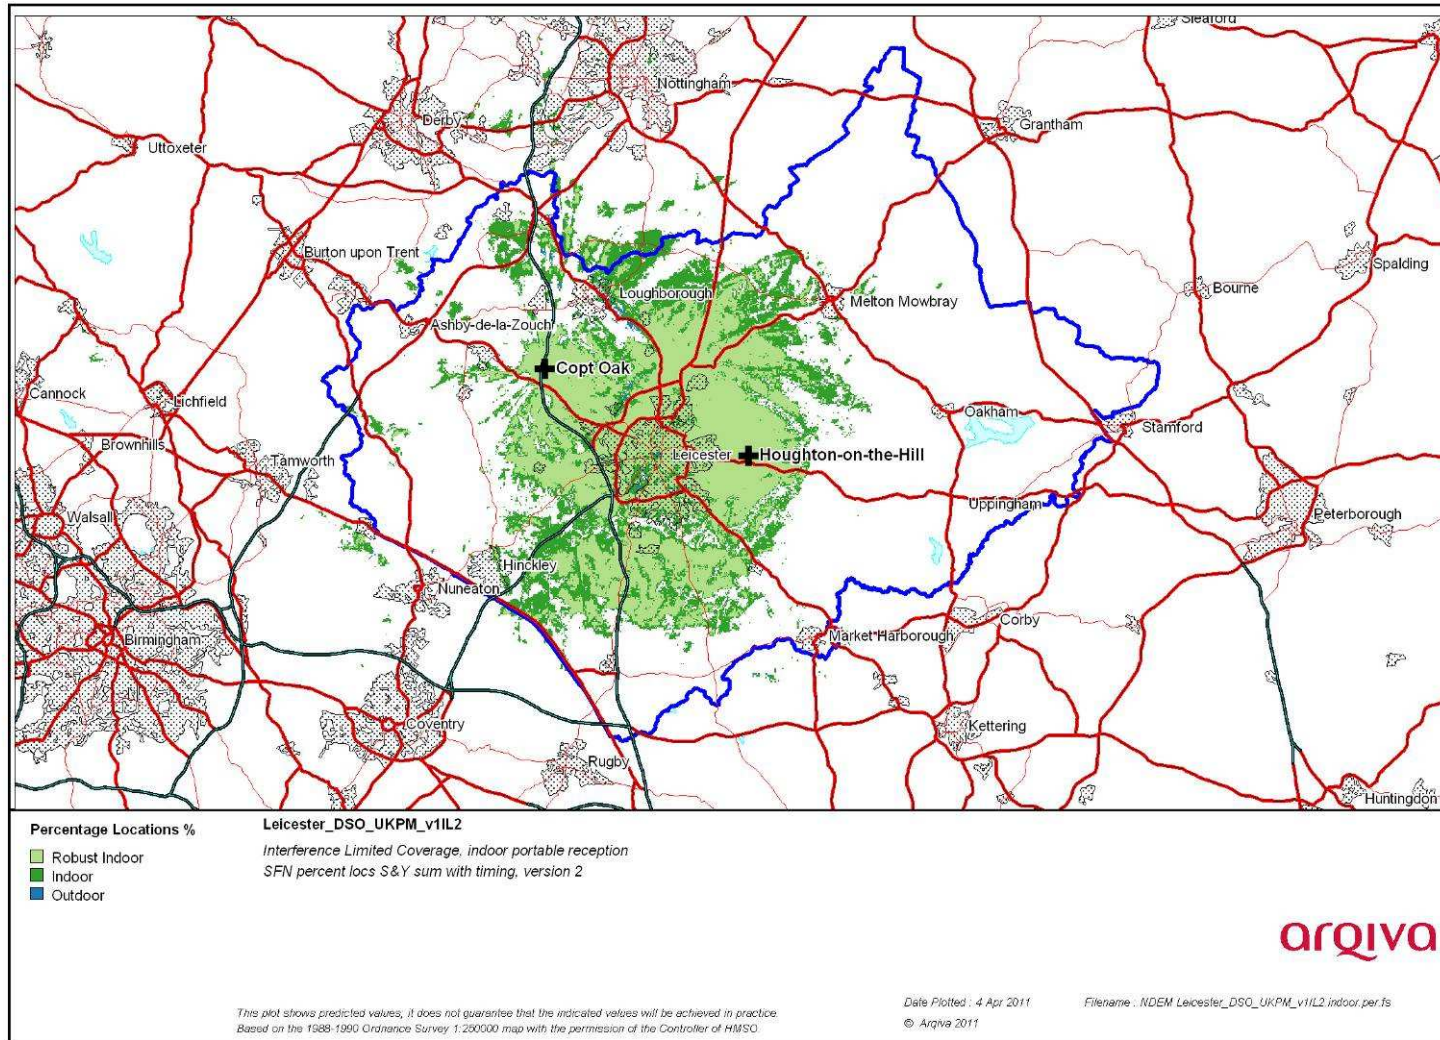 Sleaford
Nottingham
Derby
Grantham
Uttoxeter
Burton upon Trent
Spalding
Loughborough
Melton Mowbray
Bourne
Ashby-de-la-Zouch
Copt Oak
Cannock
Lichfield
Oakham
Stamford
Brownhills
Leicester
Houghton-on-the-Hill
Tamworth
Uppingham
Walsall
Peterborough
Hinckley
Nuneaton
Corby
Birmingham
Market Harborough
Coventry
Kettering
Rugby
Huntingdon
Percentage Locations %
Robust Indoor
Indoor
Outdoor
Leicester_DSO_UKPM_v1IL2
Interference Limited Coverage, indoor portable reception
SFN percent locs S&Y sum with timing, version 2
arqiva
This plot shows predicted values; it does not guarantee that the indicated values will be achieved in practice.
Based on the 1988-1990 Ordnance Survey 1:250000 map with the permission of the Controller of HMSO
Date Plotted : 4 Apr 2011
© Arqiva 2011
Filename : NDEM Leicester_DSO_UKPM_v1IL2.indoor.per.fs